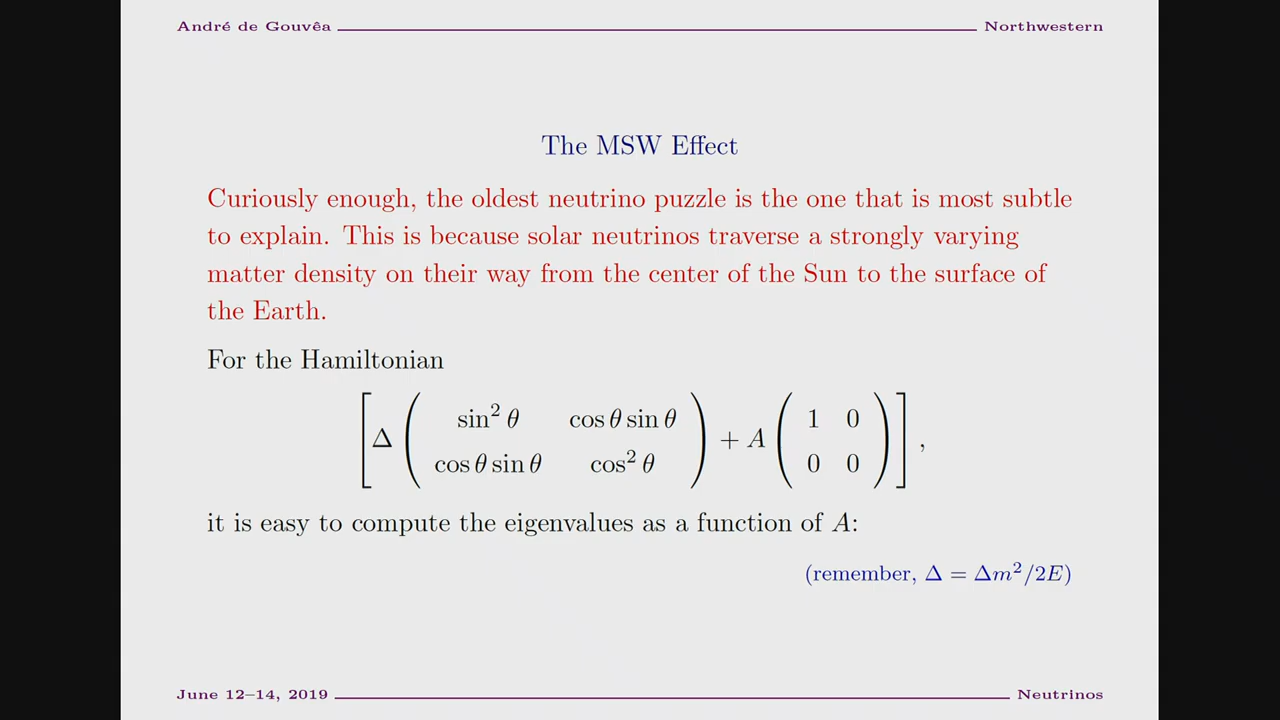 André de Gouvêa Northwestern
The MSW Effect
Curiously enough, the oldest neutrino puzzle is the one that is most subtle
to explain. This is because solar neutrinos traverse a strongly varying
matter density on their way from the center of the Sun to the surface of
the Earth.
For the Hamiltonian
[Δ ( sin² θ cos θ sin θ ; cos θ sin θ cos² θ ) + A ( 1 0 ; 0 0 )],
it is easy to compute the eigenvalues as a function of A:
(remember, Δ = Δm²/2E)
June 12–14, 2019 Neutrinos